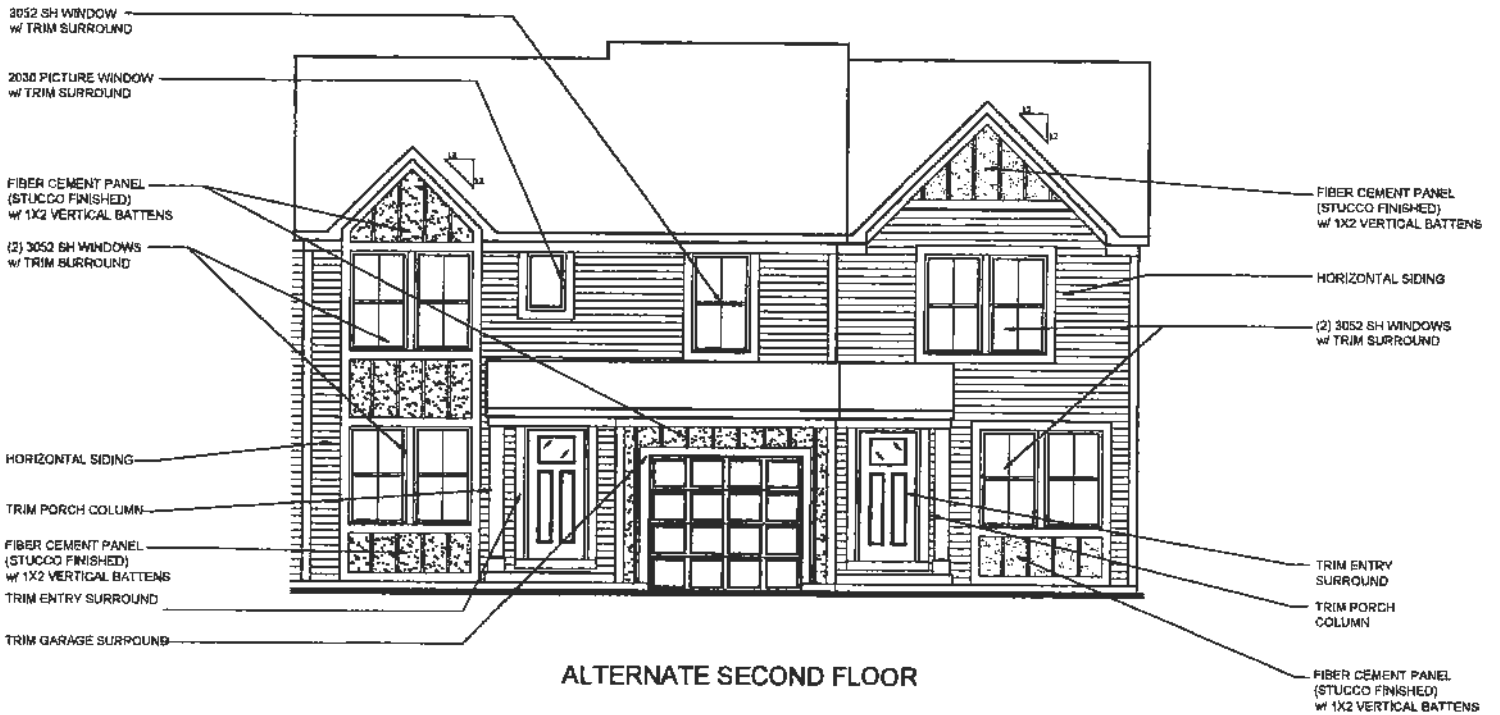 3052 SH WINDOW
w/ TRIM SURROUND
2030 PICTURE WINDOW
w/ TRIM SURROUND
FIBER CEMENT PANEL
(STUCCO FINISHED)
w/ 1X2 VERTICAL BATTENS
(2) 3052 SH WINDOWS
w/ TRIM SURROUND
HORIZONTAL SIDING
TRIM PORCH COLUMN
FIBER CEMENT PANEL
(STUCCO FINISHED)
w/ 1X2 VERTICAL BATTENS
TRIM ENTRY SURROUND
TRIM GARAGE SURROUND
12
12
12
12
FIBER CEMENT PANEL
(STUCCO FINISHED)
w/ 1X2 VERTICAL BATTENS
HORIZONTAL SIDING
(2) 3052 SH WINDOWS
w/ TRIM SURROUND
TRIM ENTRY
SURROUND
TRIM PORCH
COLUMN
FIBER CEMENT PANEL
(STUCCO FINISHED)
w/ 1X2 VERTICAL BATTENS
ALTERNATE SECOND FLOOR